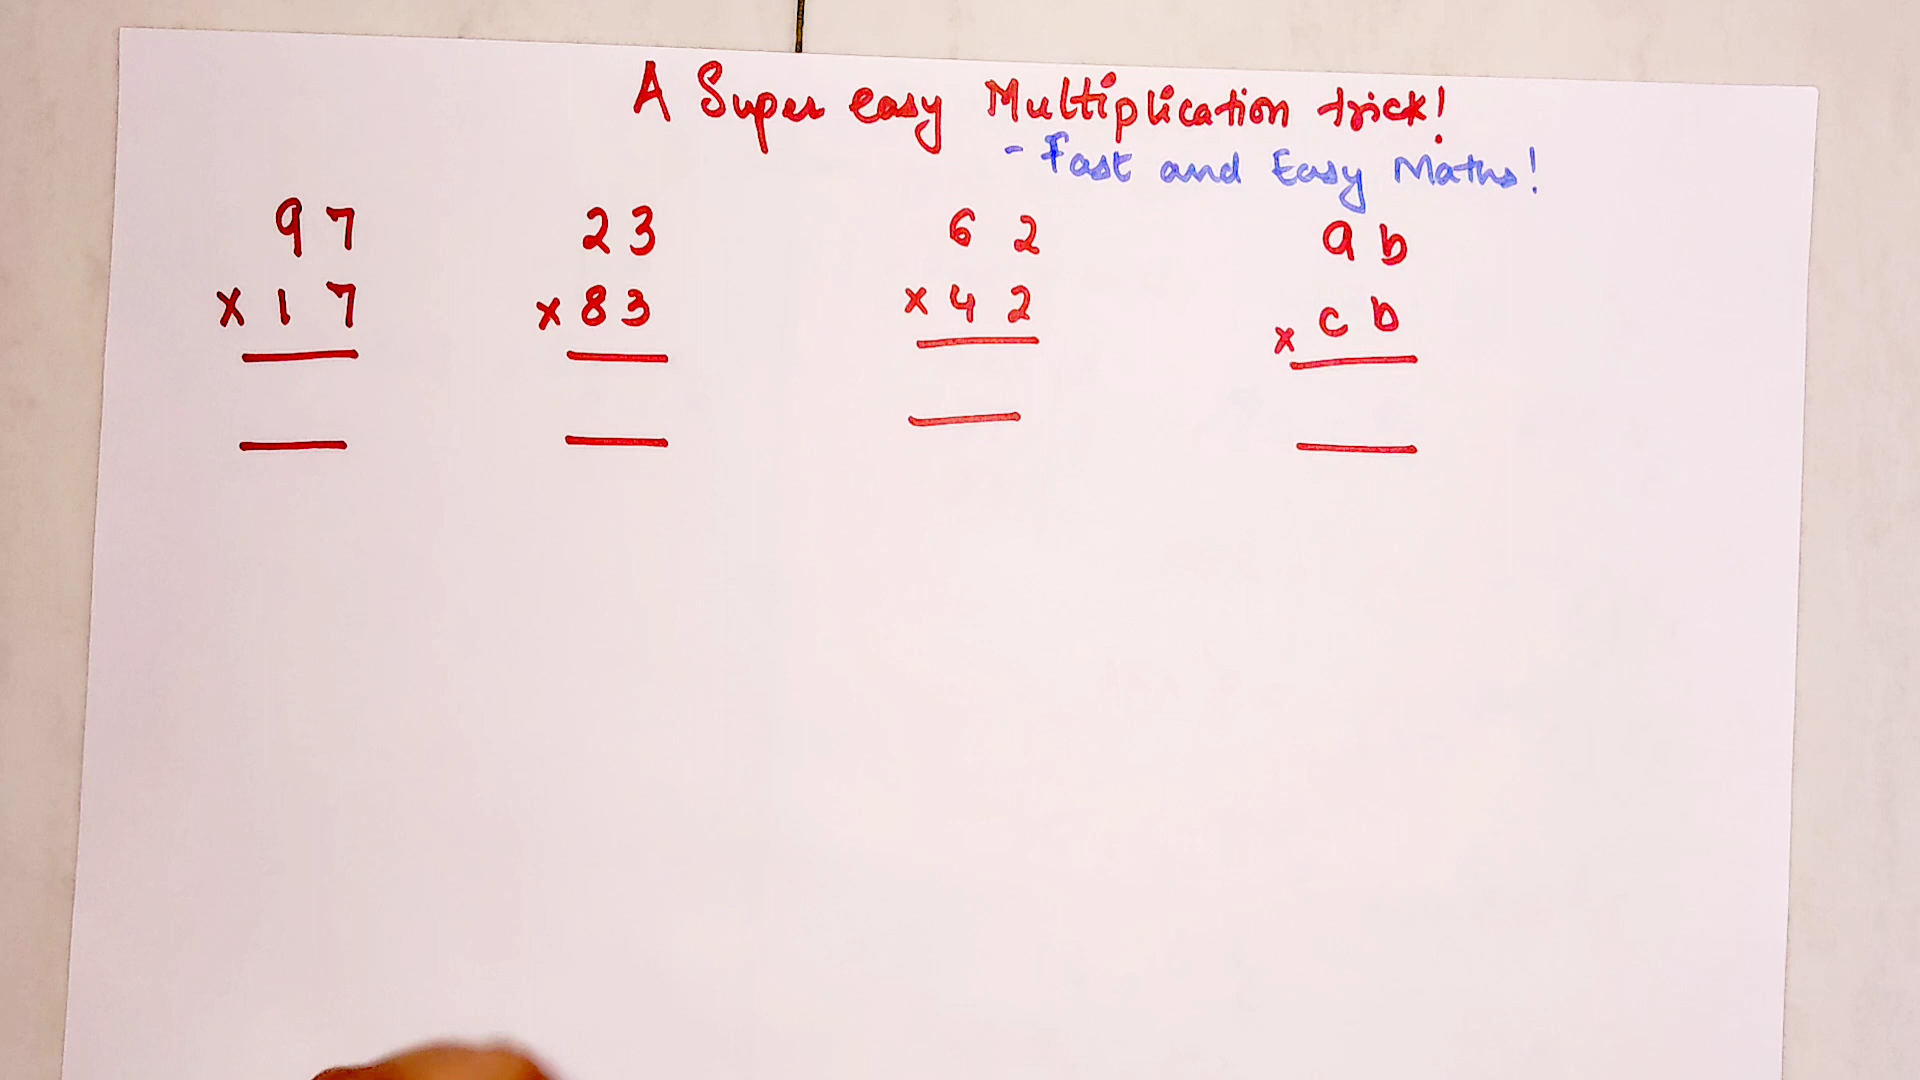 A Super easy Multiplication trick!
- Fast and Easy Maths!
97 23 62 ab
x 17 x 83 x 42 x cb